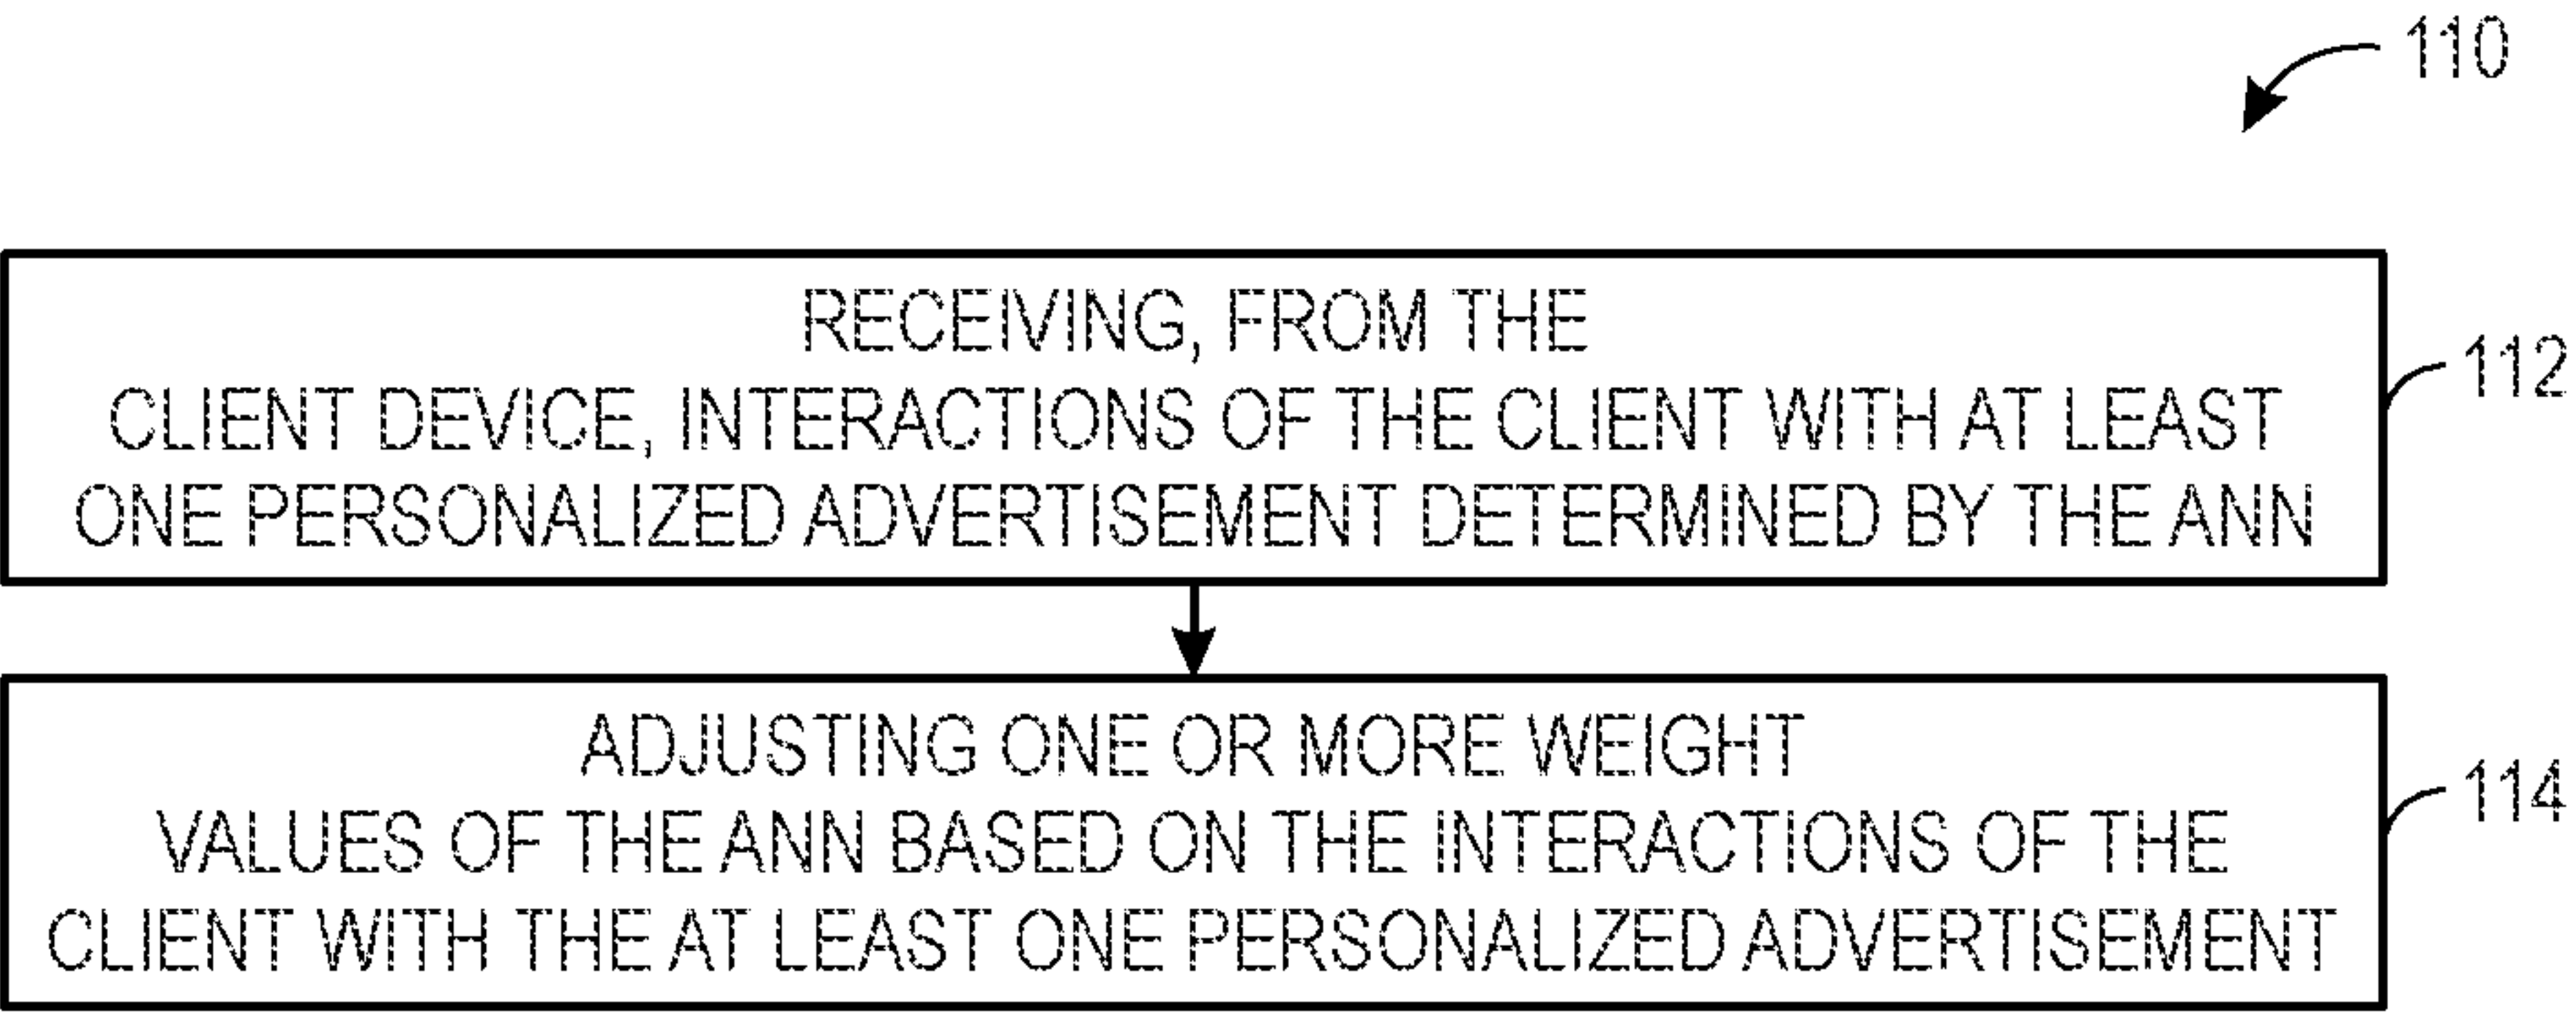 110
RECEIVING, FROM THE
CLIENT DEVICE, INTERACTIONS OF THE CLIENT WITH AT LEAST
ONE PERSONALIZED ADVERTISEMENT DETERMINED BY THE ANN
112
ADJUSTING ONE OR MORE WEIGHT
VALUES OF THE ANN BASED ON THE INTERACTIONS OF THE
CLIENT WITH THE AT LEAST ONE PERSONALIZED ADVERTISEMENT
114